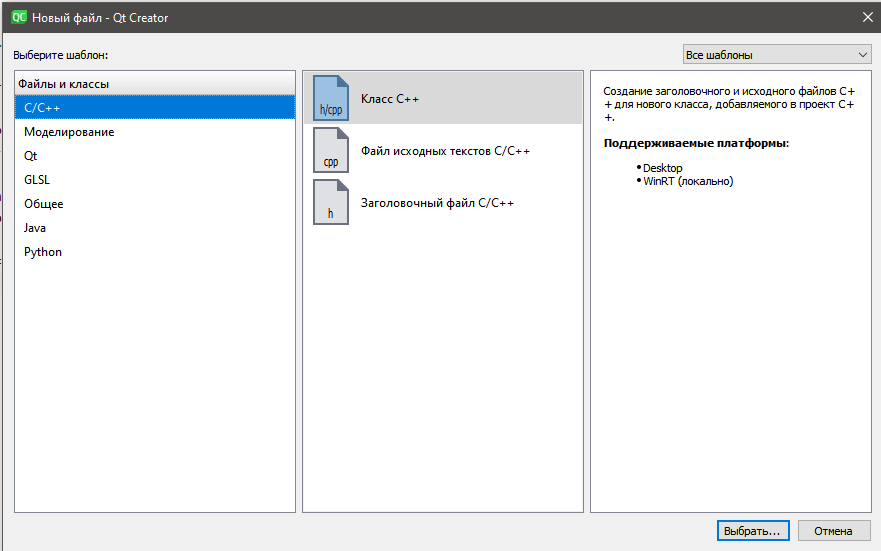 QC Новый файл - Qt Creator
Выберите шаблон:
Все шаблоны
Файлы и классы
C/C++
Моделирование
Qt
GLSL
Общее
Java
Python
h/cpp Класс C++
cpp Файл исходных текстов C/C++
h Заголовочный файл C/C++
Создание заголовочного и исходного файлов C+
+ для нового класса, добавляемого в проект C+
+.
Поддерживаемые платформы:
• Desktop
• WinRT (локально)
Выбрать...
Отмена